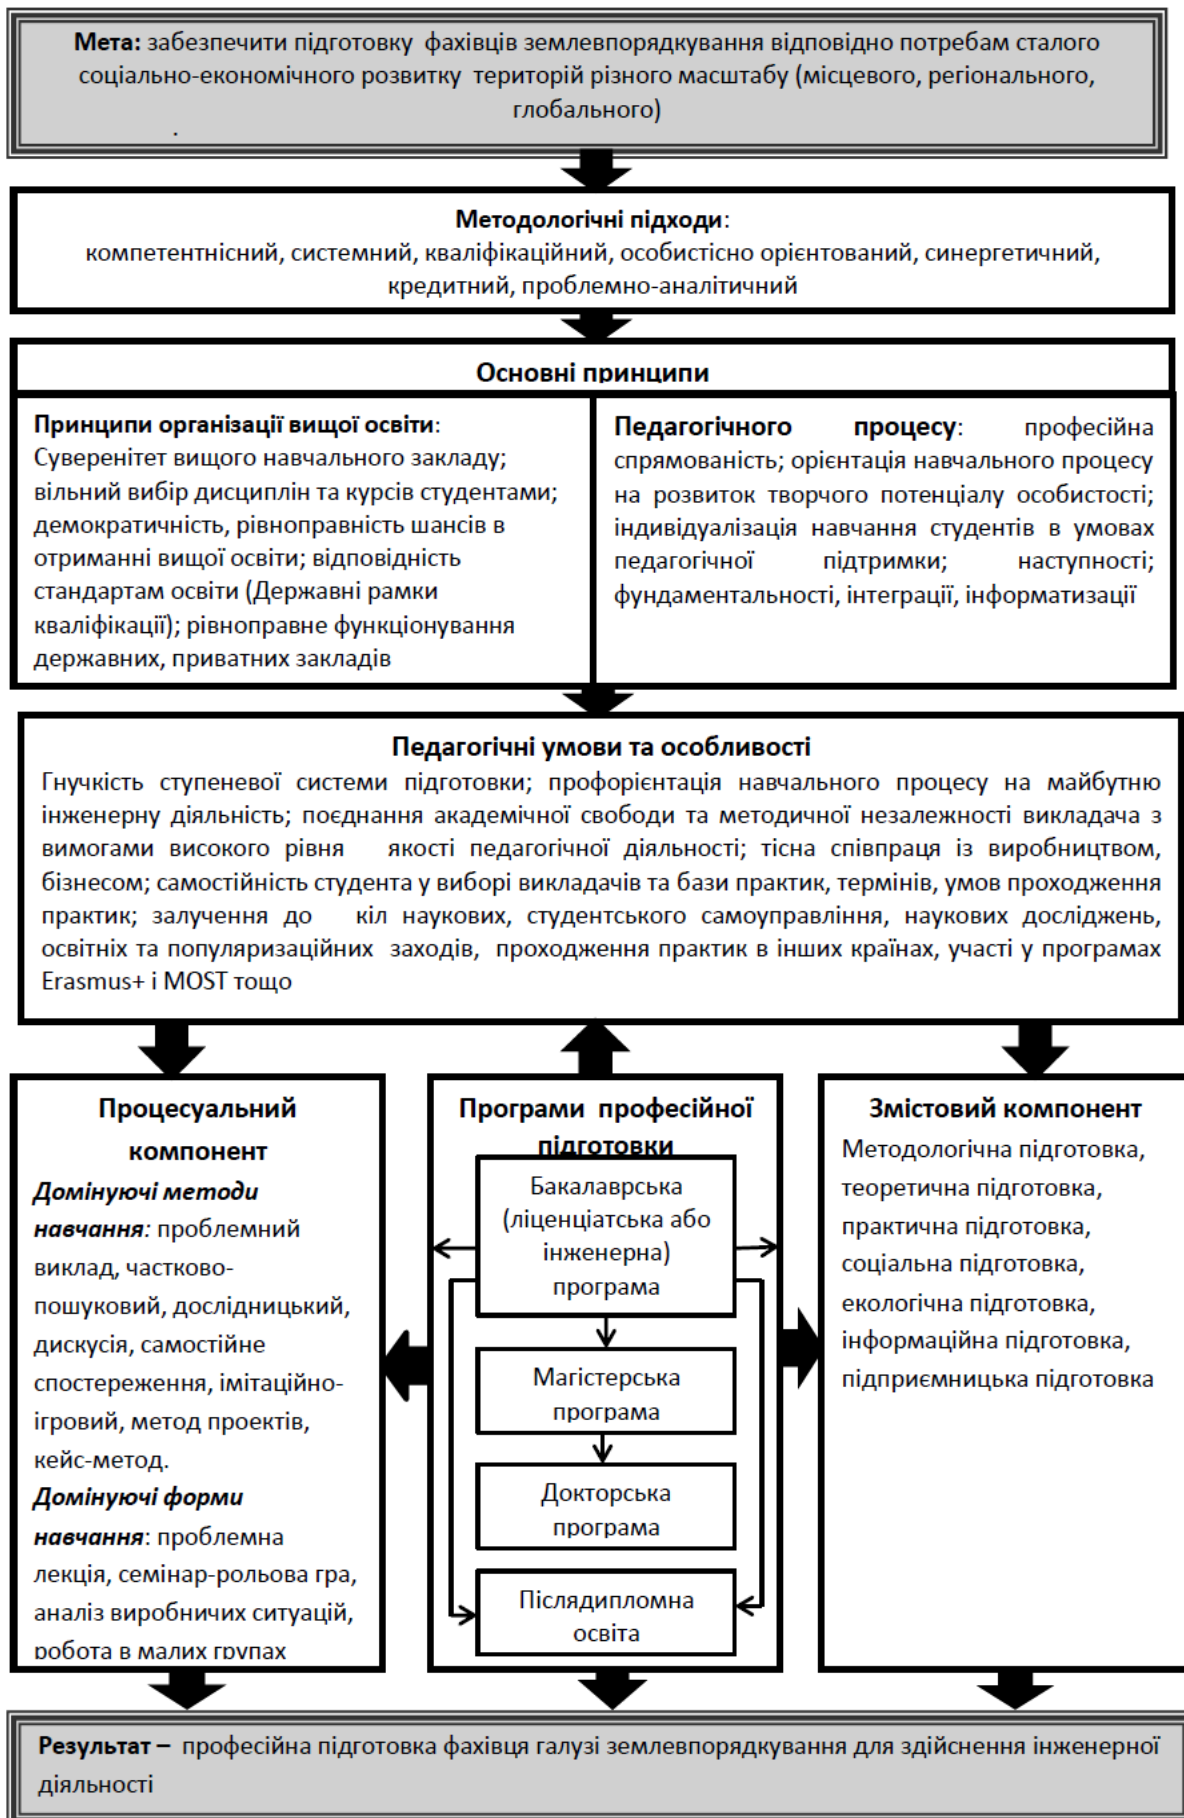 Мета: забезпечити підготовку фахівців землевпорядкування відповідно потребам сталого
соціально-економічного розвитку територій різного масштабу (місцевого, регіонального,
глобального)
.
Методологічні підходи:
компетентнісний, системний, кваліфікаційний, особистісно орієнтований, синергетичний,
кредитний, проблемно-аналітичний
Основні принципи
Принципи організації вищої освіти:
Суверенітет вищого навчального закладу;
вільний вибір дисциплін та курсів студентами;
демократичність, рівноправність шансів в
отриманні вищої освіти; відповідність
стандартам освіти (Державні рамки
кваліфікації); рівноправне функціонування
державних, приватних закладів
Педагогічного процесу: професійна
спрямованість; орієнтація навчального процесу
на розвиток творчого потенціалу особистості;
індивідуалізація навчання студентів в умовах
педагогічної підтримки; наступності;
фундаментальності, інтеграції, інформатизації
Педагогічні умови та особливості
Гнучкість ступеневої системи підготовки; профорієнтація навчального процесу на майбутню
інженерну діяльність; поєднання академічної свободи та методичної незалежності викладача з
вимогами високого рівня якості педагогічної діяльності; тісна співпраця із виробництвом,
бізнесом; самостійність студента у виборі викладачів та бази практик, термінів, умов проходження
практик; залучення до кіл наукових, студентського самоуправління, наукових досліджень,
освітніх та популяризаційних заходів, проходження практик в інших країнах, участі у програмах
Erasmus+ і MOST тощо
Процесуальний
компонент
Домінуючі методи
навчання: проблемний
виклад, частково-
пошуковий, дослідницький,
дискусія, самостійне
спостереження, імітаційно-
ігровий, метод проектів,
кейс-метод.
Домінуючі форми
навчання: проблемна
лекція, семінар-рольова гра,
аналіз виробничих ситуацій,
робота в малих групах
Програми професійної
підготовки
Бакалаврська
(ліценціатська або
інженерна)
програма
Магістерська
програма
Докторська
програма
Післядипломна
освіта
Змістовий компонент
Методологічна підготовка,
теоретична підготовка,
практична підготовка,
соціальна підготовка,
екологічна підготовка,
інформаційна підготовка,
підприємницька підготовка
Результат – професійна підготовка фахівця галузі землевпорядкування для здійснення інженерної
діяльності